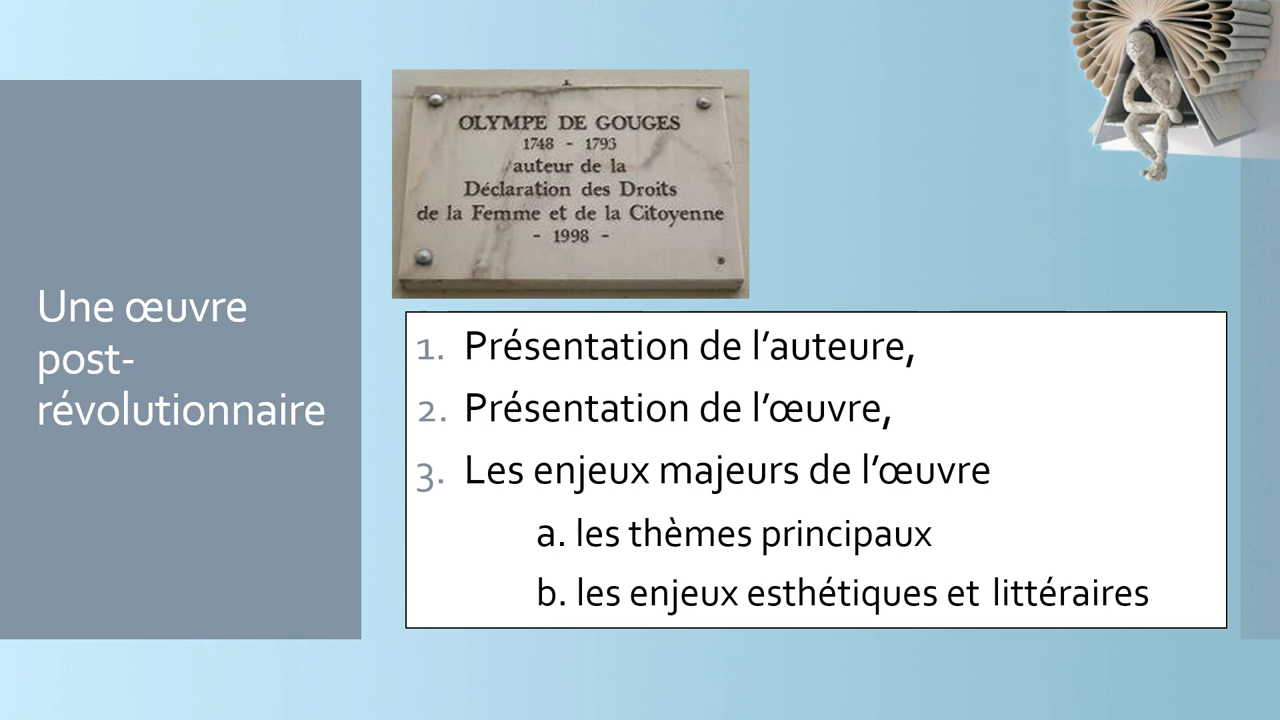 Une œuvre
post-
révolutionnaire
OLYMPE DE GOUGES
1748 - 1793
auteur de la
Déclaration des Droits
de la Femme et de la Citoyenne
- 1998 -
1. Présentation de l’auteure,
2. Présentation de l’œuvre,
3. Les enjeux majeurs de l’œuvre
a. les thèmes principaux
b. les enjeux esthétiques et littéraires